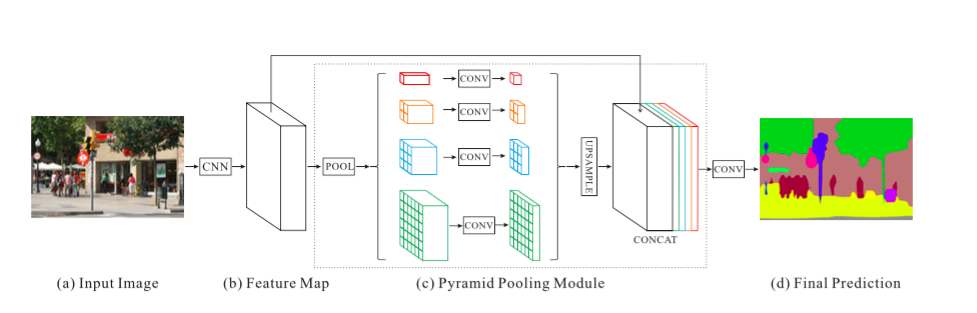 CNN
POOL
CONV
CONV
CONV
CONV
UPSAMPLE
CONCAT
CONV
(a) Input Image
(b) Feature Map
(c) Pyramid Pooling Module
(d) Final Prediction